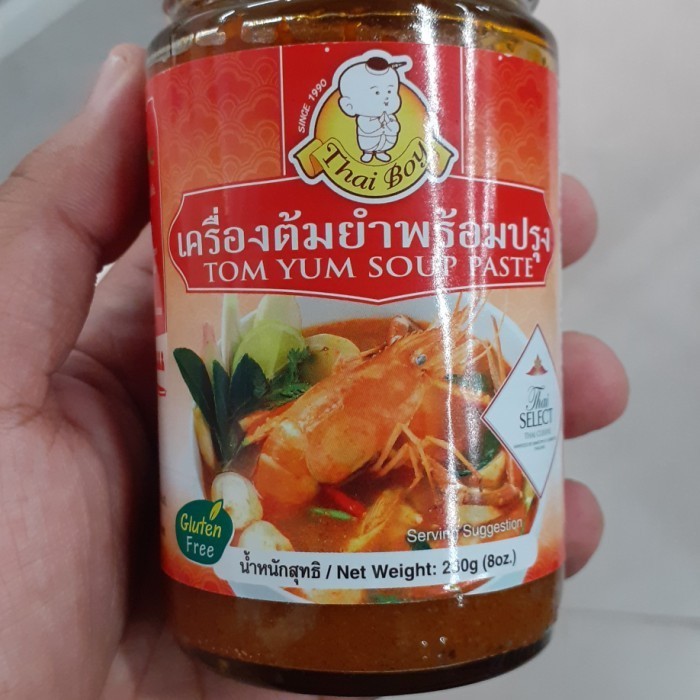 SINCE 1990
Thai Boy
เครื่องต้มยำพร้อมปรุง
TOM YUM SOUP PASTE
Thai
SELECT
Gluten
Free
Serving Suggestion
น้ำหนักสุทธิ / Net Weight: 230g (8oz.)